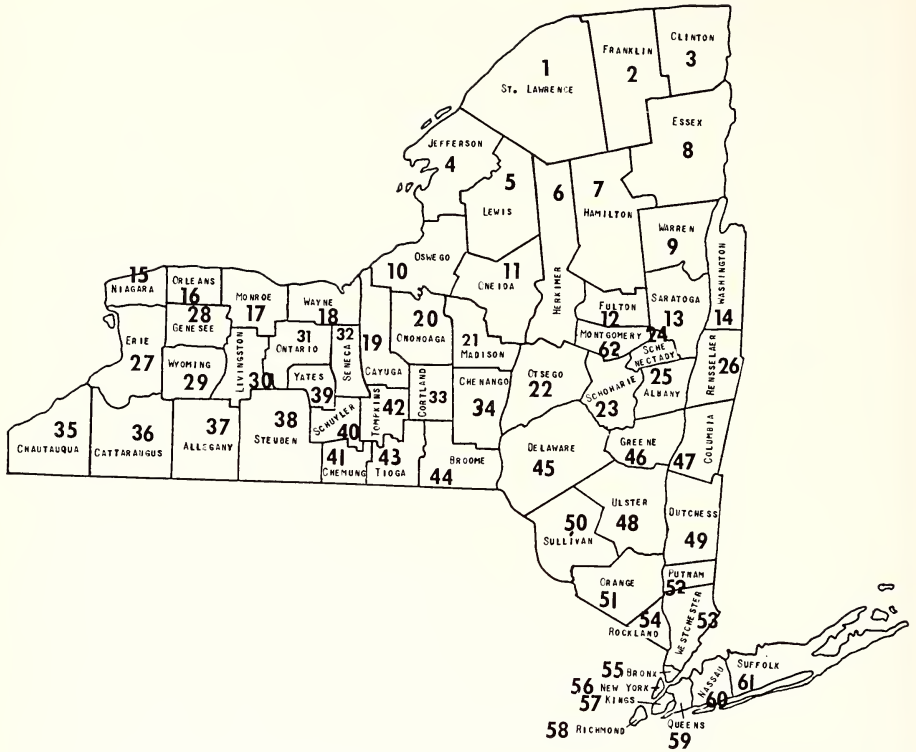 CLINTON
3
FRANKLIN
2
1
ST. LAWRENCE
ESSEX
8
JEFFERSON
4
5
LEWIS
6
HERKIMER
7
HAMILTON
WARREN
9
WASHINGTON
14
OSWEGO
10
11
ONEIDA
15
NIAGARA
ORLEANS
16
MONROE
17
WAYNE
18
28
GENESEE
ERIE
27
WYOMING
29
LIVINGSTON
30
31
ONTARIO
32
SENECA
19
CAYUGA
20
ONONOAGA
21
MADISON
FULTON
12
SARATOGA
13
MONTGOMERY
62
24
SCHE
NECTADY
YATES
39
CORTLAND
33
CHENANGO
34
OTSEGO
22
SCHOHARIE
23
25
ALBANY
RENSSELAER
26
35
CHAUTAUQUA
36
CATTARAUGUS
37
ALLEGANY
38
STEUBEN
SCHUYLER
40
TOMPKINS
42
41
CHEMUNG
43
TIOGA
BROOME
44
DELAWARE
45
GREENE
46
47
COLUMBIA
ULSTER
48
DUTCHESS
49
50
SULLIVAN
ORANGE
51
PUTNAM
52
WESTCHESTER
53
54
ROCKLAND
55 BRONX
56 NEW YORK
57 KINGS
58 RICHMOND
QUEENS
59
NASSAU
60
SUFFOLK
61